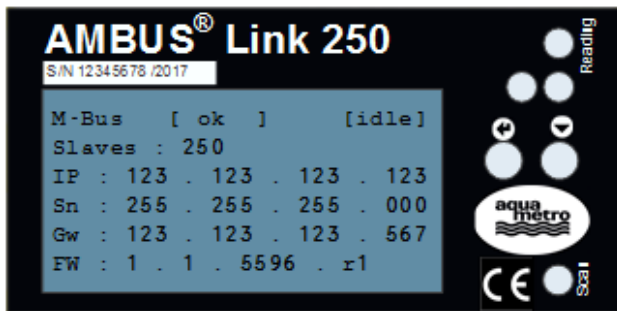 AMBUS® Link 250
S/N 12345678 /2017
M-Bus [ ok ] [idle]
Slaves : 250
IP : 123 . 123 . 123 . 123
Sn : 255 . 255 . 255 . 000
Gw : 123 . 123 . 123 . 567
FW : 1 . 1 . 5596 . r1
Reading
aqua
metro
CE
Scan